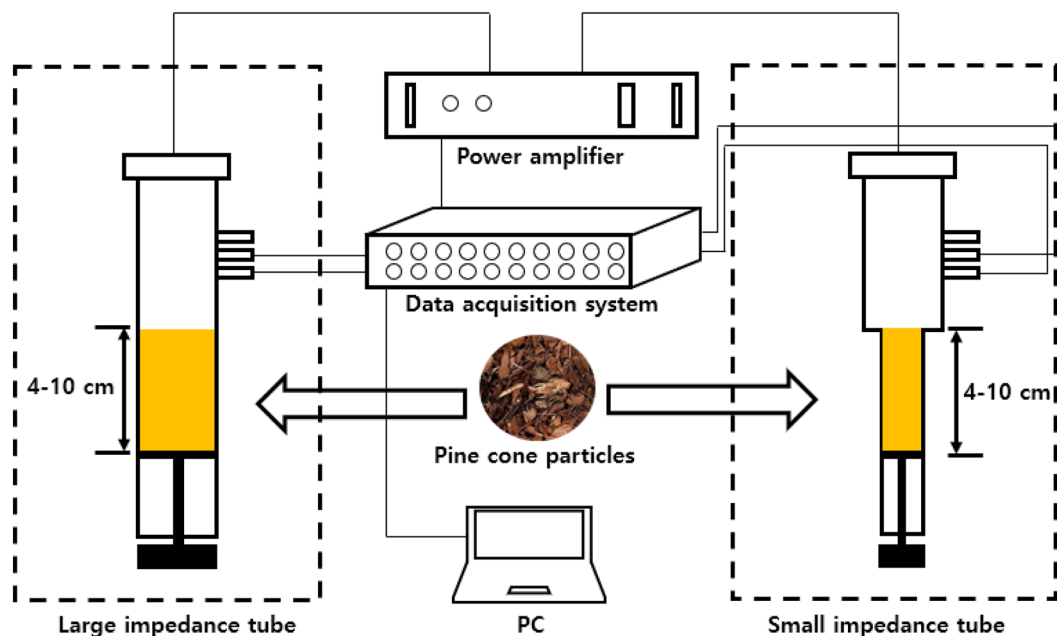 Power amplifier
Data acquisition system
4-10 cm
4-10 cm
Pine cone particles
Large impedance tube
PC
Small impedance tube